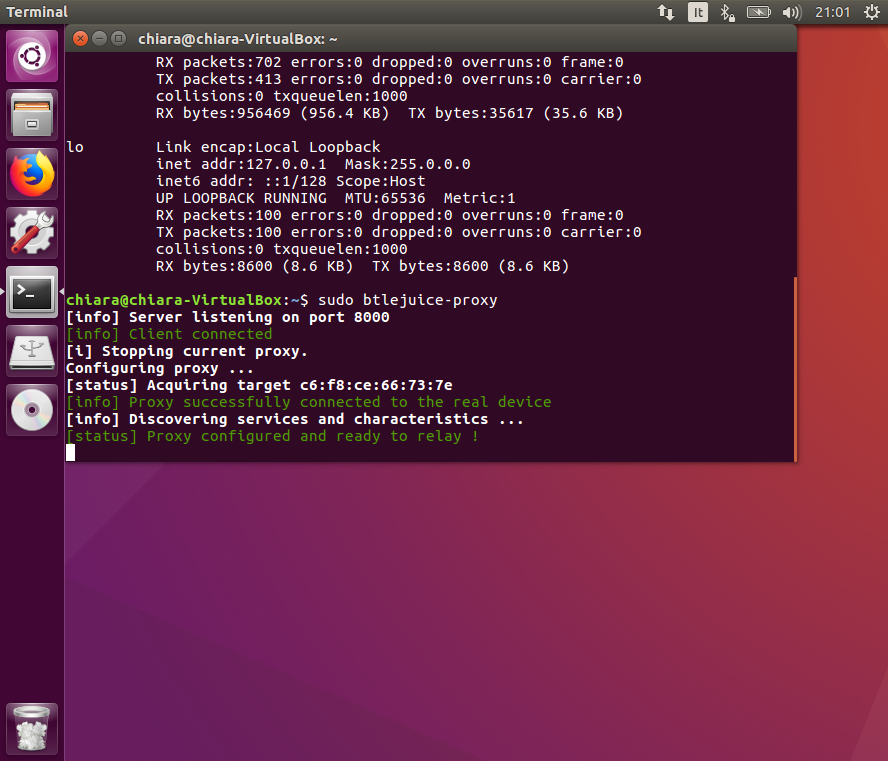 Terminal
It
21:01
chiara@chiara-VirtualBox: ~
RX packets:702 errors:0 dropped:0 overruns:0 frame:0
TX packets:413 errors:0 dropped:0 overruns:0 carrier:0
collisions:0 txqueuelen:1000
RX bytes:956469 (956.4 KB)  TX bytes:35617 (35.6 KB)
lo        Link encap:Local Loopback
inet addr:127.0.0.1  Mask:255.0.0.0
inet6 addr: ::1/128 Scope:Host
UP LOOPBACK RUNNING  MTU:65536  Metric:1
RX packets:100 errors:0 dropped:0 overruns:0 frame:0
TX packets:100 errors:0 dropped:0 overruns:0 carrier:0
collisions:0 txqueuelen:1000
RX bytes:8600 (8.6 KB)  TX bytes:8600 (8.6 KB)
chiara@chiara-VirtualBox:~$ sudo btlejuice-proxy
[info] Server listening on port 8000
[info] Client connected
[i] Stopping current proxy.
Configuring proxy ...
[status] Acquiring target c6:f8:ce:66:73:7e
[info] Proxy successfully connected to the real device
[info] Discovering services and characteristics ...
[status] Proxy configured and ready to relay !